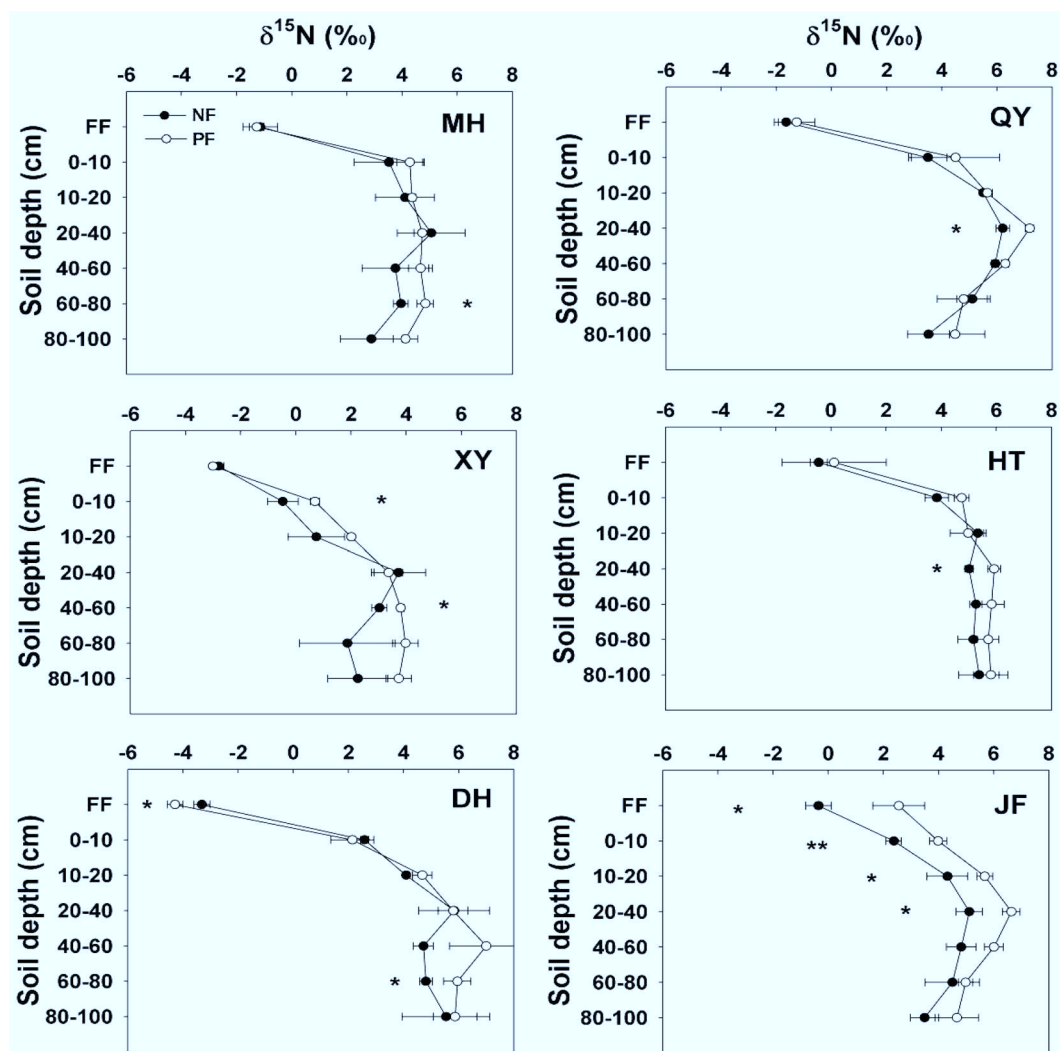 δ¹⁵N (‰)
-6 -4 -2 0 2 4 6 8
Soil depth (cm)
NF
PF
MH
FF
0-10
10-20
20-40
40-60
60-80 *
80-100
δ¹⁵N (‰)
-6 -4 -2 0 2 4 6 8
Soil depth (cm)
QY
FF
0-10
10-20
20-40 *
40-60
60-80
80-100
-6 -4 -2 0 2 4 6 8
Soil depth (cm)
XY
FF
0-10 *
10-20
20-40
40-60 *
60-80
80-100
-6 -4 -2 0 2 4 6 8
Soil depth (cm)
HT
FF
0-10
10-20
20-40 *
40-60
60-80
80-100
-6 -4 -2 0 2 4 6 8
Soil depth (cm)
DH
FF *
0-10
10-20
20-40
40-60
60-80 *
80-100
-6 -4 -2 0 2 4 6 8
Soil depth (cm)
JF
FF *
0-10 **
10-20 *
20-40 *
40-60
60-80
80-100